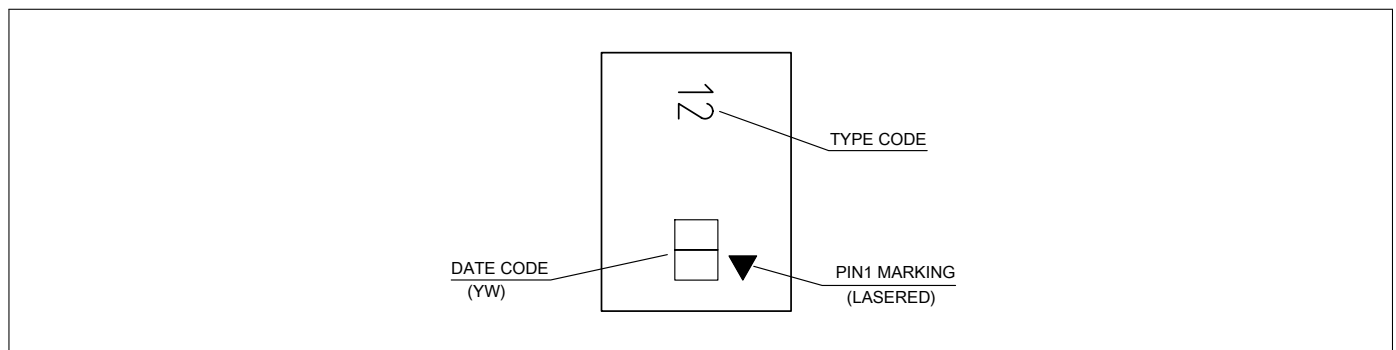 12
TYPE CODE
DATE CODE
(YW)
PIN1 MARKING
(LASERED)